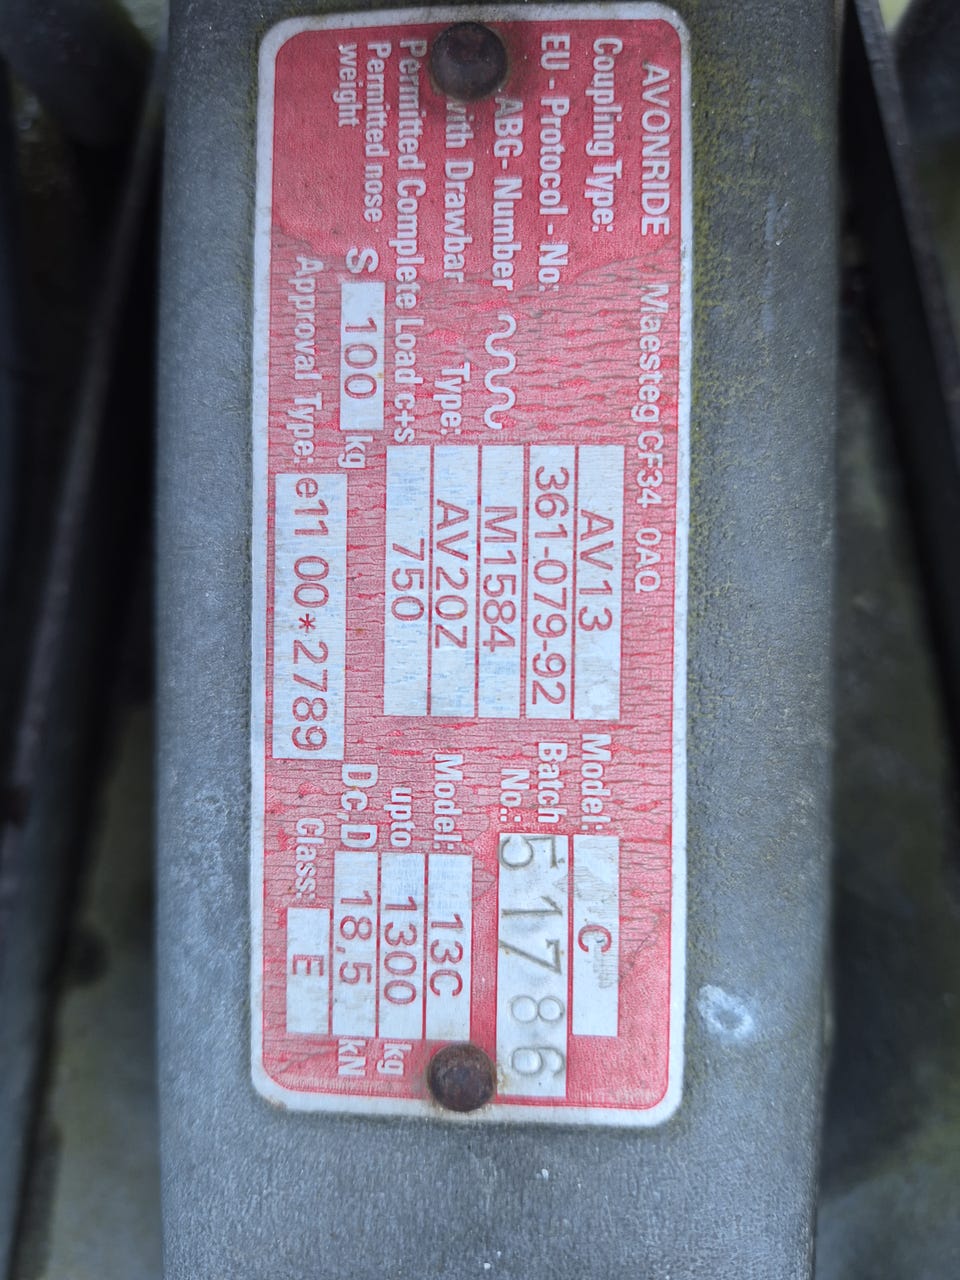 AVONRIDE Maesteg CF34 0AQ
Coupling Type: AV13 Model: C
EU - Protocol - No: 361-079-92 Batch No.: 51786
ABG- Number M1584
with Drawbar Type: AV20Z Model: 13C
Permitted Complete Load c+s 750 upto 1300 kg
Permitted nose weight S 100 kg Dc,D 18,5 kN
Approval Type: e11 00*2789 Class: E